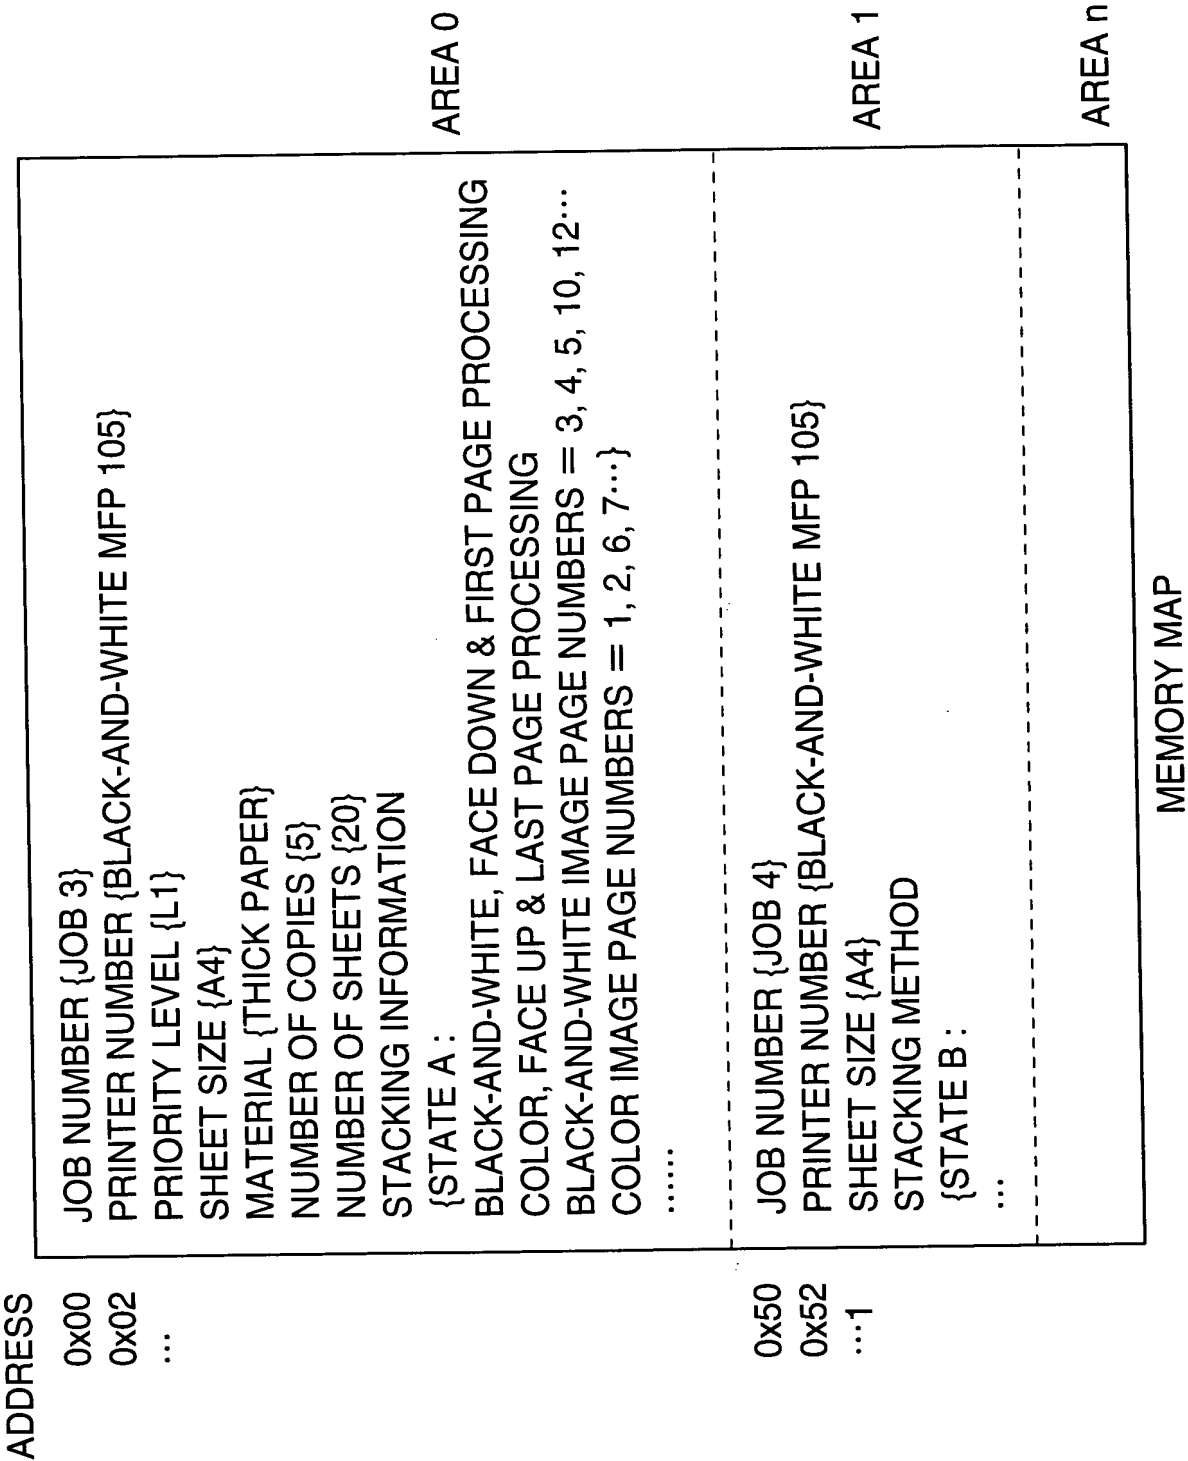 ADDRESS
0x00 JOB NUMBER {JOB 3}
0x02 PRINTER NUMBER {BLACK-AND-WHITE MFP 105}
... PRIORITY LEVEL {L1}
SHEET SIZE {A4}
MATERIAL {THICK PAPER}
NUMBER OF COPIES {5}
NUMBER OF SHEETS {20}
STACKING INFORMATION
{STATE A :
BLACK-AND-WHITE, FACE DOWN & FIRST PAGE PROCESSING
COLOR, FACE UP & LAST PAGE PROCESSING
BLACK-AND-WHITE IMAGE PAGE NUMBERS = 3, 4, 5, 10, 12...
COLOR IMAGE PAGE NUMBERS = 1, 2, 6, 7...}
......
AREA 0
0x50 JOB NUMBER {JOB 4}
0x52 PRINTER NUMBER {BLACK-AND-WHITE MFP 105}
...1 SHEET SIZE {A4}
STACKING METHOD
{STATE B :
...
AREA 1
AREA n
MEMORY MAP